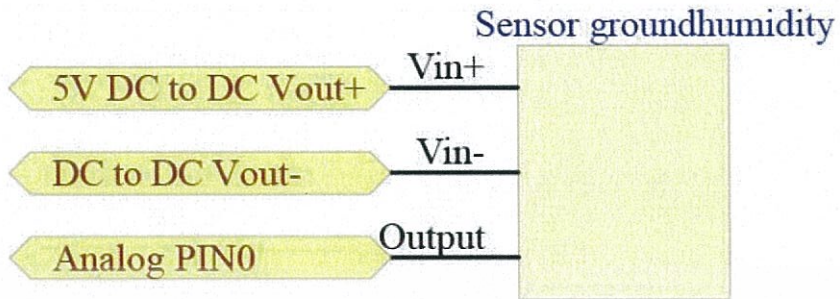 Sensor groundhumidity
5V DC to DC Vout+ Vin+
DC to DC Vout- Vin-
Analog PIN0 Output